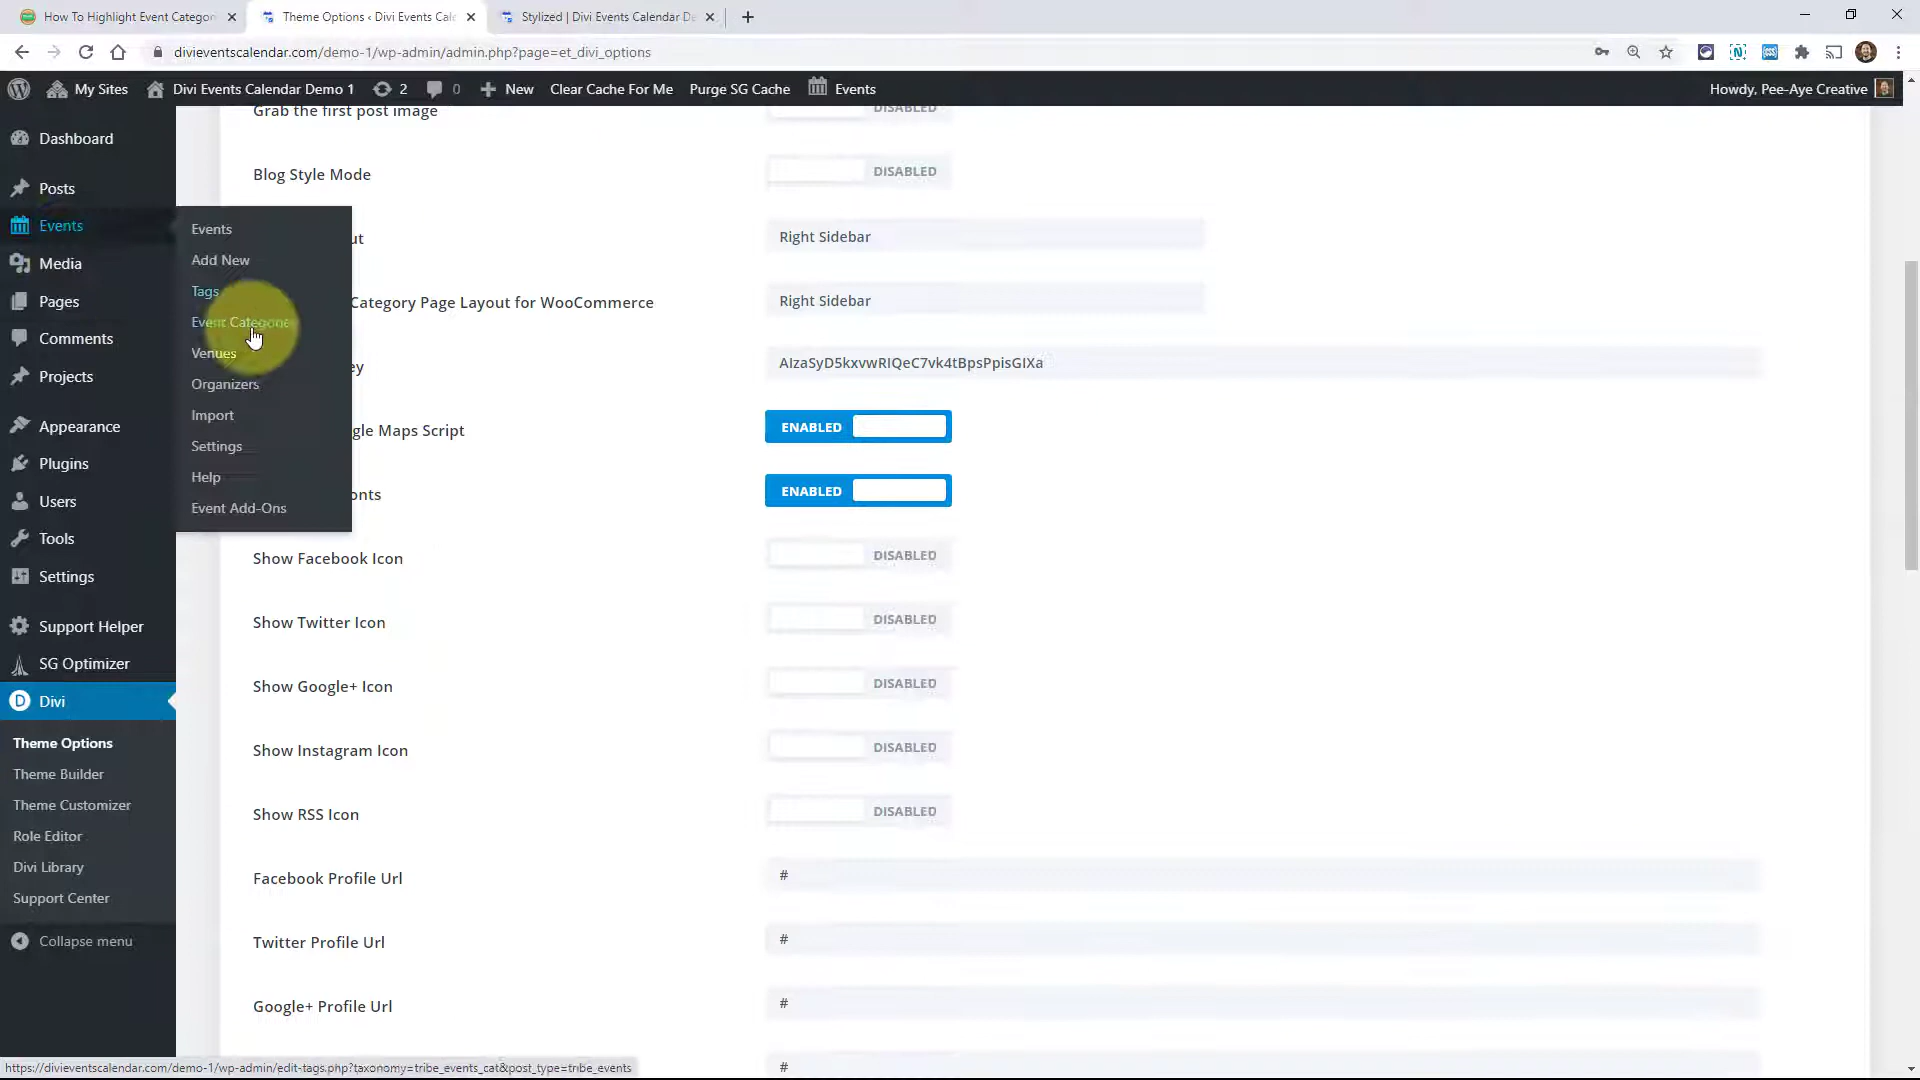 How To Highlight Event Categor
Theme Options ‹ Divi Events Cale
Stylized | Divi Events Calendar De
divieventscalendar.com/demo-1/wp-admin/admin.php?page=et_divi_options
My Sites
Divi Events Calendar Demo 1
2
0
New
Clear Cache For Me
Purge SG Cache
Events
Howdy, Pee-Aye Creative
Dashboard
Posts
Events
Media
Pages
Comments
Projects
Appearance
Plugins
Users
Tools
Settings
Support Helper
SG Optimizer
Divi
Theme Options
Theme Builder
Theme Customizer
Role Editor
Divi Library
Support Center
Collapse menu
Events
Add New
Tags
Event Categorie
Venues
Organizers
Import
Settings
Help
Event Add-Ons
Grab the first post image
DISABLED
Blog Style Mode
DISABLED
ut
Right Sidebar
Category Page Layout for WooCommerce
Right Sidebar
ey
AIzaSyD5kxvwRIQeC7vk4tBpsPpisGIXa
gle Maps Script
ENABLED
onts
ENABLED
Show Facebook Icon
DISABLED
Show Twitter Icon
DISABLED
Show Google+ Icon
DISABLED
Show Instagram Icon
DISABLED
Show RSS Icon
DISABLED
Facebook Profile Url
#
Twitter Profile Url
#
Google+ Profile Url
#
#
https://divieventscalendar.com/demo-1/wp-admin/edit-tags.php?taxonomy=tribe_events_cat&post_type=tribe_events